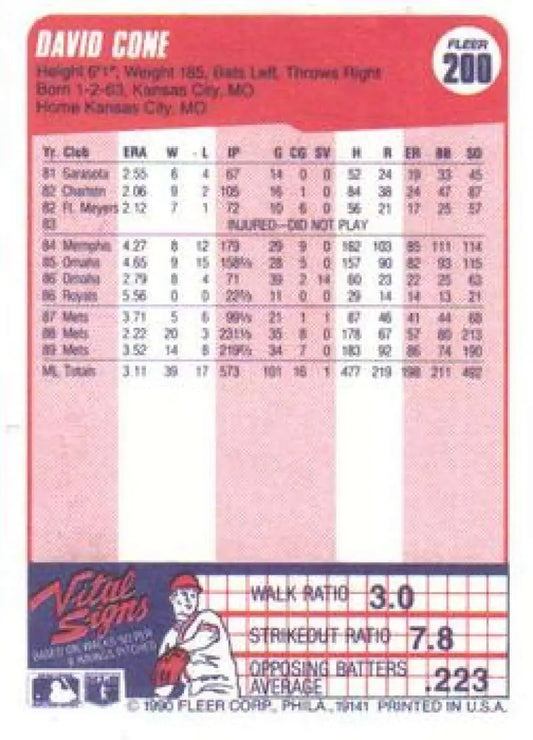 DAVID CONE
FLEER
200
Height 6'1", Weight 185, Bats Left, Throws Right
Born 1-2-63, Kansas City, MO
Home Kansas City, MO
Yr. Club ERA W L IP G CG SV H R ER BB SO
81 Sarasota 2.55 6 4 67 14 0 0 52 24 19 33 45
82 Charlstn 2.06 9 2 105 16 1 0 84 38 24 47 87
82 Ft. Meyers 2.12 7 1 72 10 6 0 56 21 17 25 57
83 INJURED—DID NOT PLAY
84 Memphis 4.27 8 12 179 29 9 0 162 103 85 111 114
85 Omaha 4.65 9 15 158⅔ 28 5 0 157 90 82 93 115
86 Omaha 2.79 8 4 71 39 2 14 60 23 22 25 63
86 Royals 5.56 0 0 22⅔ 11 0 0 29 14 14 13 21
87 Mets 3.71 5 6 99⅓ 21 1 1 87 46 41 44 68
88 Mets 2.22 20 3 231⅓ 35 8 0 178 67 57 80 213
89 Mets 3.52 14 8 219⅔ 34 7 0 183 92 86 74 190
ML Totals 3.11 39 17 573 101 16 1 477 219 198 211 492
Vital Signs
BASED ON WALKS/SO PER
9 INNINGS PITCHED
WALK RATIO 3.0
STRIKEOUT RATIO 7.8
OPPOSING BATTERS
AVERAGE .223
© 1990 FLEER CORP., PHILA., 19141 PRINTED IN U.S.A.